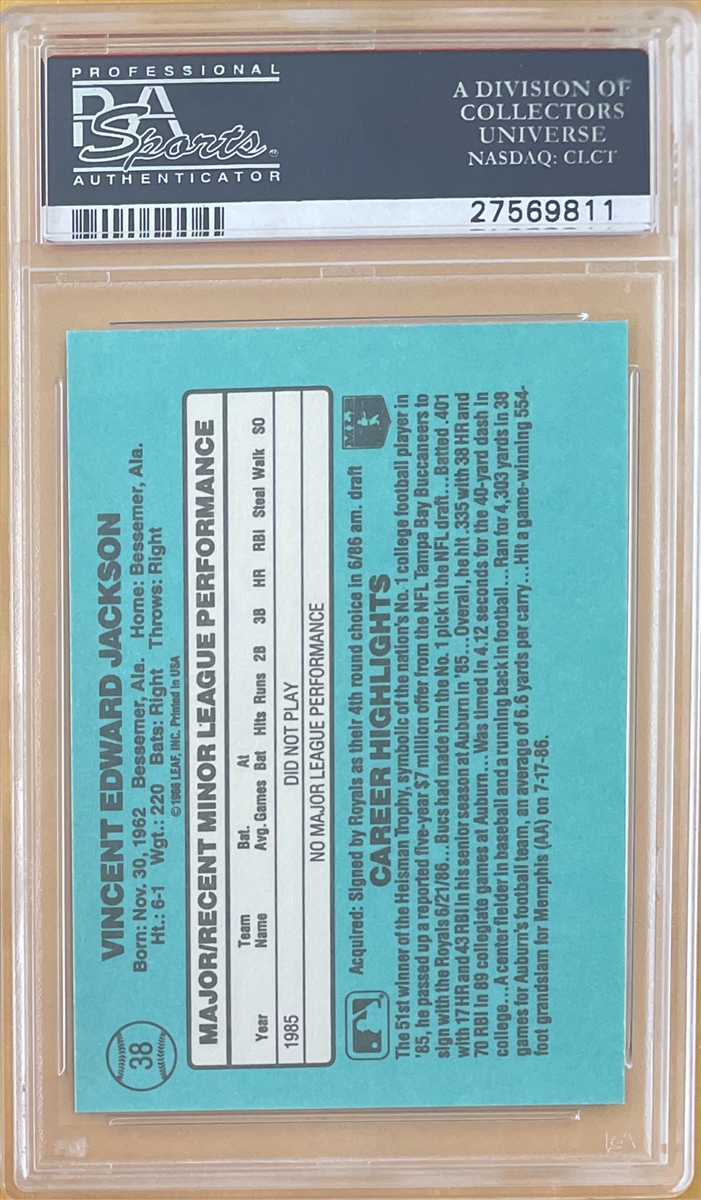 PROFESSIONAL
PSA
Sports
AUTHENTICATOR
A DIVISION OF
COLLECTORS
UNIVERSE
NASDAQ: CLCT
27569811
38
VINCENT EDWARD JACKSON
Born: Nov. 30, 1962 Bessemer, Ala. Home: Bessemer, Ala.
Ht.: 6-1 Wgt.: 220 Bats: Right Throws: Right
©1986 LEAF, INC. Printed in USA
MAJOR/RECENT MINOR LEAGUE PERFORMANCE
Year Team Name Bat. Avg. Games At Bat Hits Runs 2B 3B HR RBI Steal Walk SO
1985 DID NOT PLAY
NO MAJOR LEAGUE PERFORMANCE
Acquired: Signed by Royals as their 4th round choice in 6/86 am. draft
CAREER HIGHLIGHTS
The 51st winner of the Heisman Trophy, symbolic of the nation's No. 1 college football player in
'85, he passed up a reported five-year $7 million offer from the NFL Tampa Bay Buccaneers to
sign with the Royals 6/21/86...Bucs had made him the No. 1 pick in the NFL draft...Batted .401
with 17 HR and 43 RBI in his senior season at Auburn in '85...Overall, he hit .335 with 38 HR and
70 RBI in 89 collegiate games at Auburn...Was timed in 4.12 seconds for the 40-yard dash in
college...A center fielder in baseball and a running back in football...Ran for 4,303 yards in 38
games for Auburn's football team, an average of 6.6 yards per carry...Hit a game-winning 554-
foot grandslam for Memphis (AA) on 7-17-86.